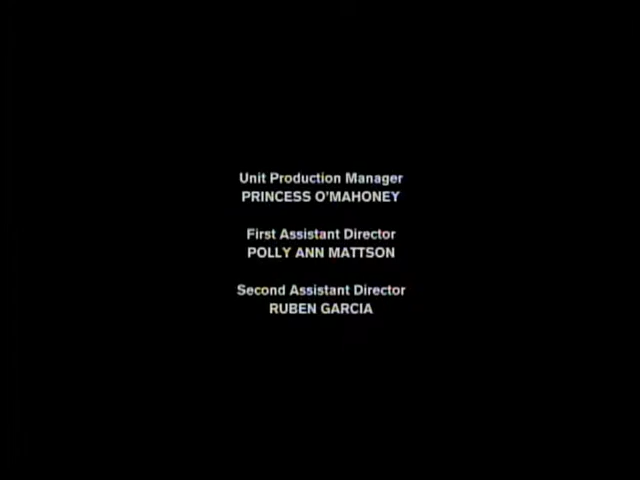 Unit Production Manager
PRINCESS O'MAHONEY
First Assistant Director
POLLY ANN MATTSON
Second Assistant Director
RUBEN GARCIA